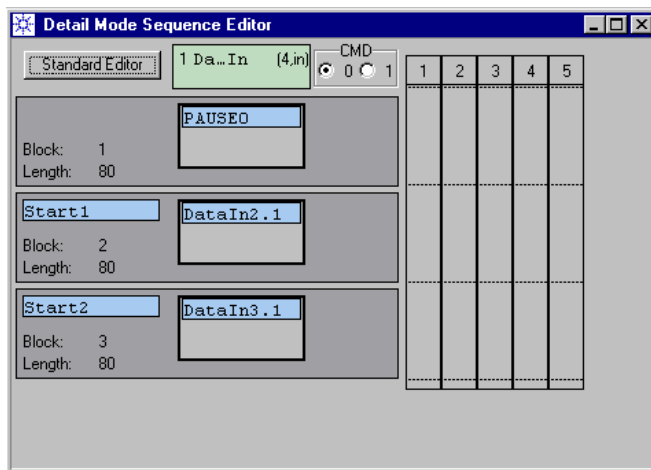 Detail Mode Sequence Editor
Standard Editor
1 Da…In (4,in)
CMD
0 1
1 2 3 4 5
PAUSE0
Block: 1
Length: 80
Start1
DataIn2.1
Block: 2
Length: 80
Start2
DataIn3.1
Block: 3
Length: 80